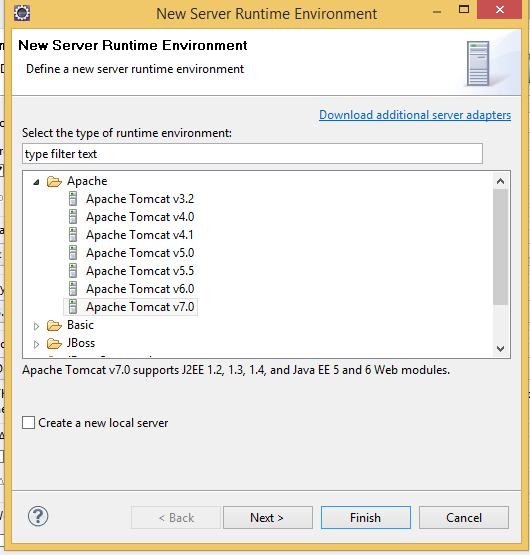 New Server Runtime Environment
New Server Runtime Environment
Define a new server runtime environment
Download additional server adapters
Select the type of runtime environment:
type filter text
Apache
Apache Tomcat v3.2
Apache Tomcat v4.0
Apache Tomcat v4.1
Apache Tomcat v5.0
Apache Tomcat v5.5
Apache Tomcat v6.0
Apache Tomcat v7.0
Basic
JBoss
Apache Tomcat v7.0 supports J2EE 1.2, 1.3, 1.4, and Java EE 5 and 6 Web modules.
Create a new local server
?
< Back
Next >
Finish
Cancel